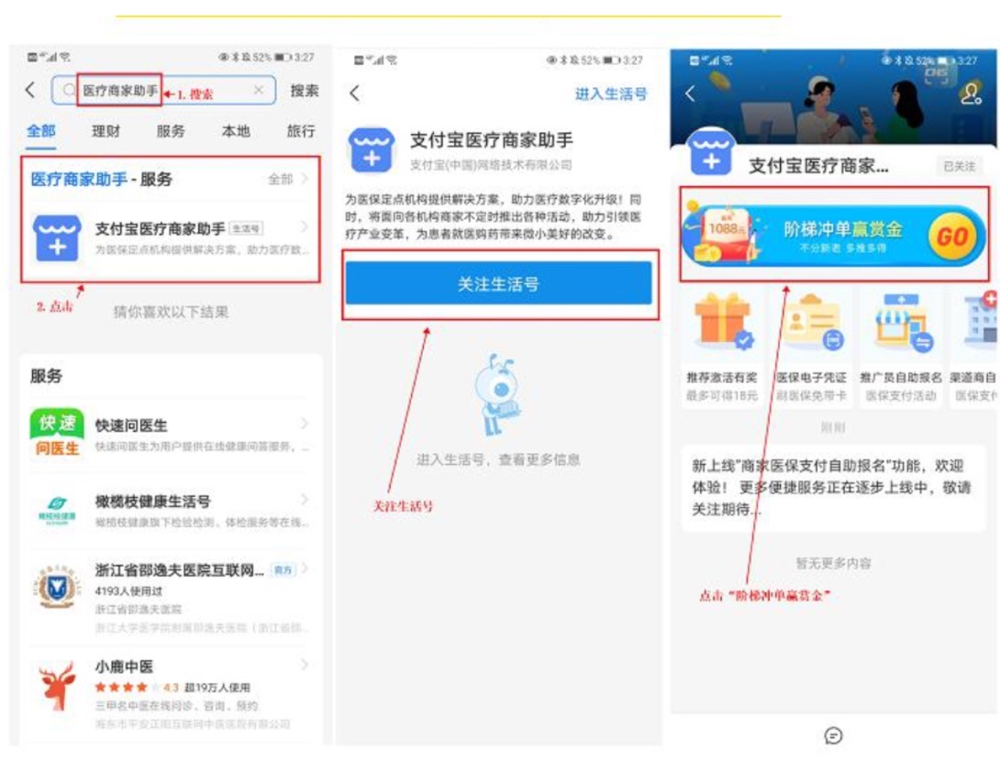 52% 3:27
医疗商家助手
1. 搜索
搜索
全部 理财 服务 本地 旅行
医疗商家助手 - 服务
全部
支付宝医疗商家助手 生活号
为医保定点机构提供解决方案，助力医疗数...
2. 点击
猜你喜欢以下结果
服务
快速
问医生
快速问医生
快速问医生为用户提供在线健康问答服务，...
橄榄枝健康
橄榄枝健康生活号
橄榄枝健康旗下检验检测、体检服务等在线...
浙江省邵逸夫医院互联网... 官方
4193人使用过
浙江省邵逸夫医院
浙江大学医学院附属邵逸夫医院（浙江省邵...
小鹿中医
4.3 超19万人使用
三甲名中医在线问诊、咨询、预约
海东市平安正阳互联网中医医院有限公司
52% 3:27
进入生活号
支付宝医疗商家助手
支付宝(中国)网络技术有限公司
为医保定点机构提供解决方案，助力医疗数字化升级！同
时，将面向各机构商家不定时推出各种活动，助力引领医
疗产业变革，为患者就医购药带来微小美好的改变。
关注生活号
进入生活号，查看更多信息
关注生活号
52% 3:27
CHS
支付宝医疗商家...
已关注
1088元
阶梯冲单赢赏金
不分新老 多推多得
GO
推荐激活有奖 医保电子凭证 推广员自助报名 渠道商自
最多可得18元 刷医保免带卡 医保支付活动 医保支付
刚刚
新上线"商家医保支付自助报名"功能，欢迎
体验！ 更多便捷服务正在逐步上线中，敬请
关注期待...
暂无更多内容
点击“阶梯冲单赢赏金”